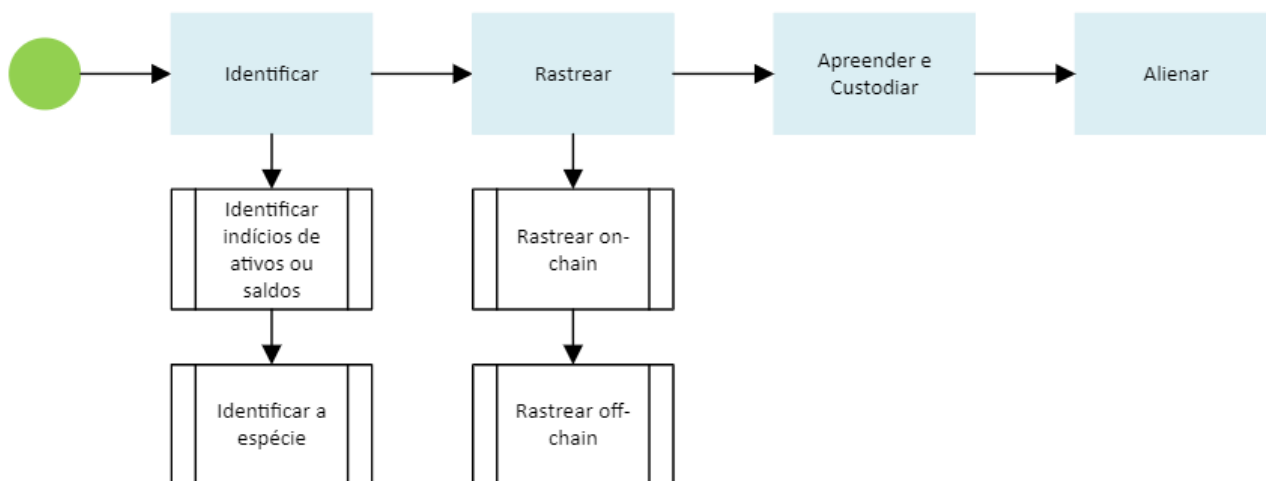 Identificar
Rastrear
Apreender e
Custodiar
Alienar
Identificar
indícios de
ativos ou
saldos
Rastrear on-
chain
Identificar a
espécie
Rastrear off-
chain